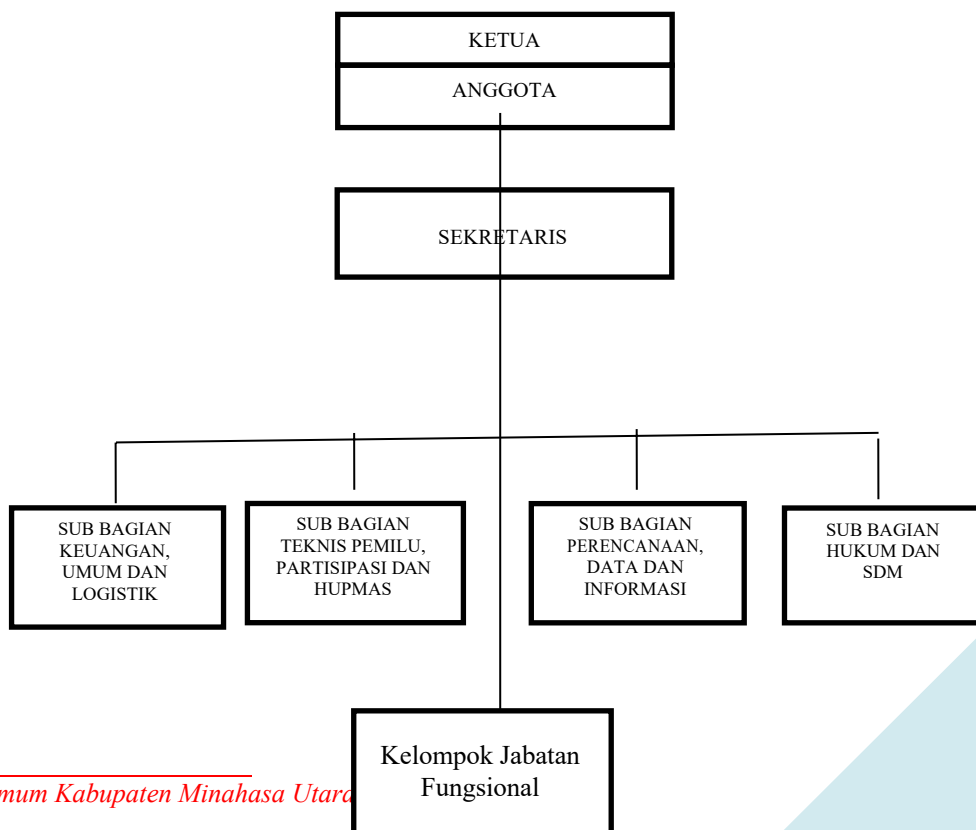 KETUA
ANGGOTA
SEKRETARIS
SUB BAGIAN
KEUANGAN,
UMUM DAN
LOGISTIK
SUB BAGIAN
TEKNIS PEMILU,
PARTISIPASI DAN
HUPMAS
SUB BAGIAN
PERENCANAAN,
DATA DAN
INFORMASI
SUB BAGIAN
HUKUM DAN
SDM
Kelompok Jabatan
Fungsional
mum Kabupaten Minahasa Utara